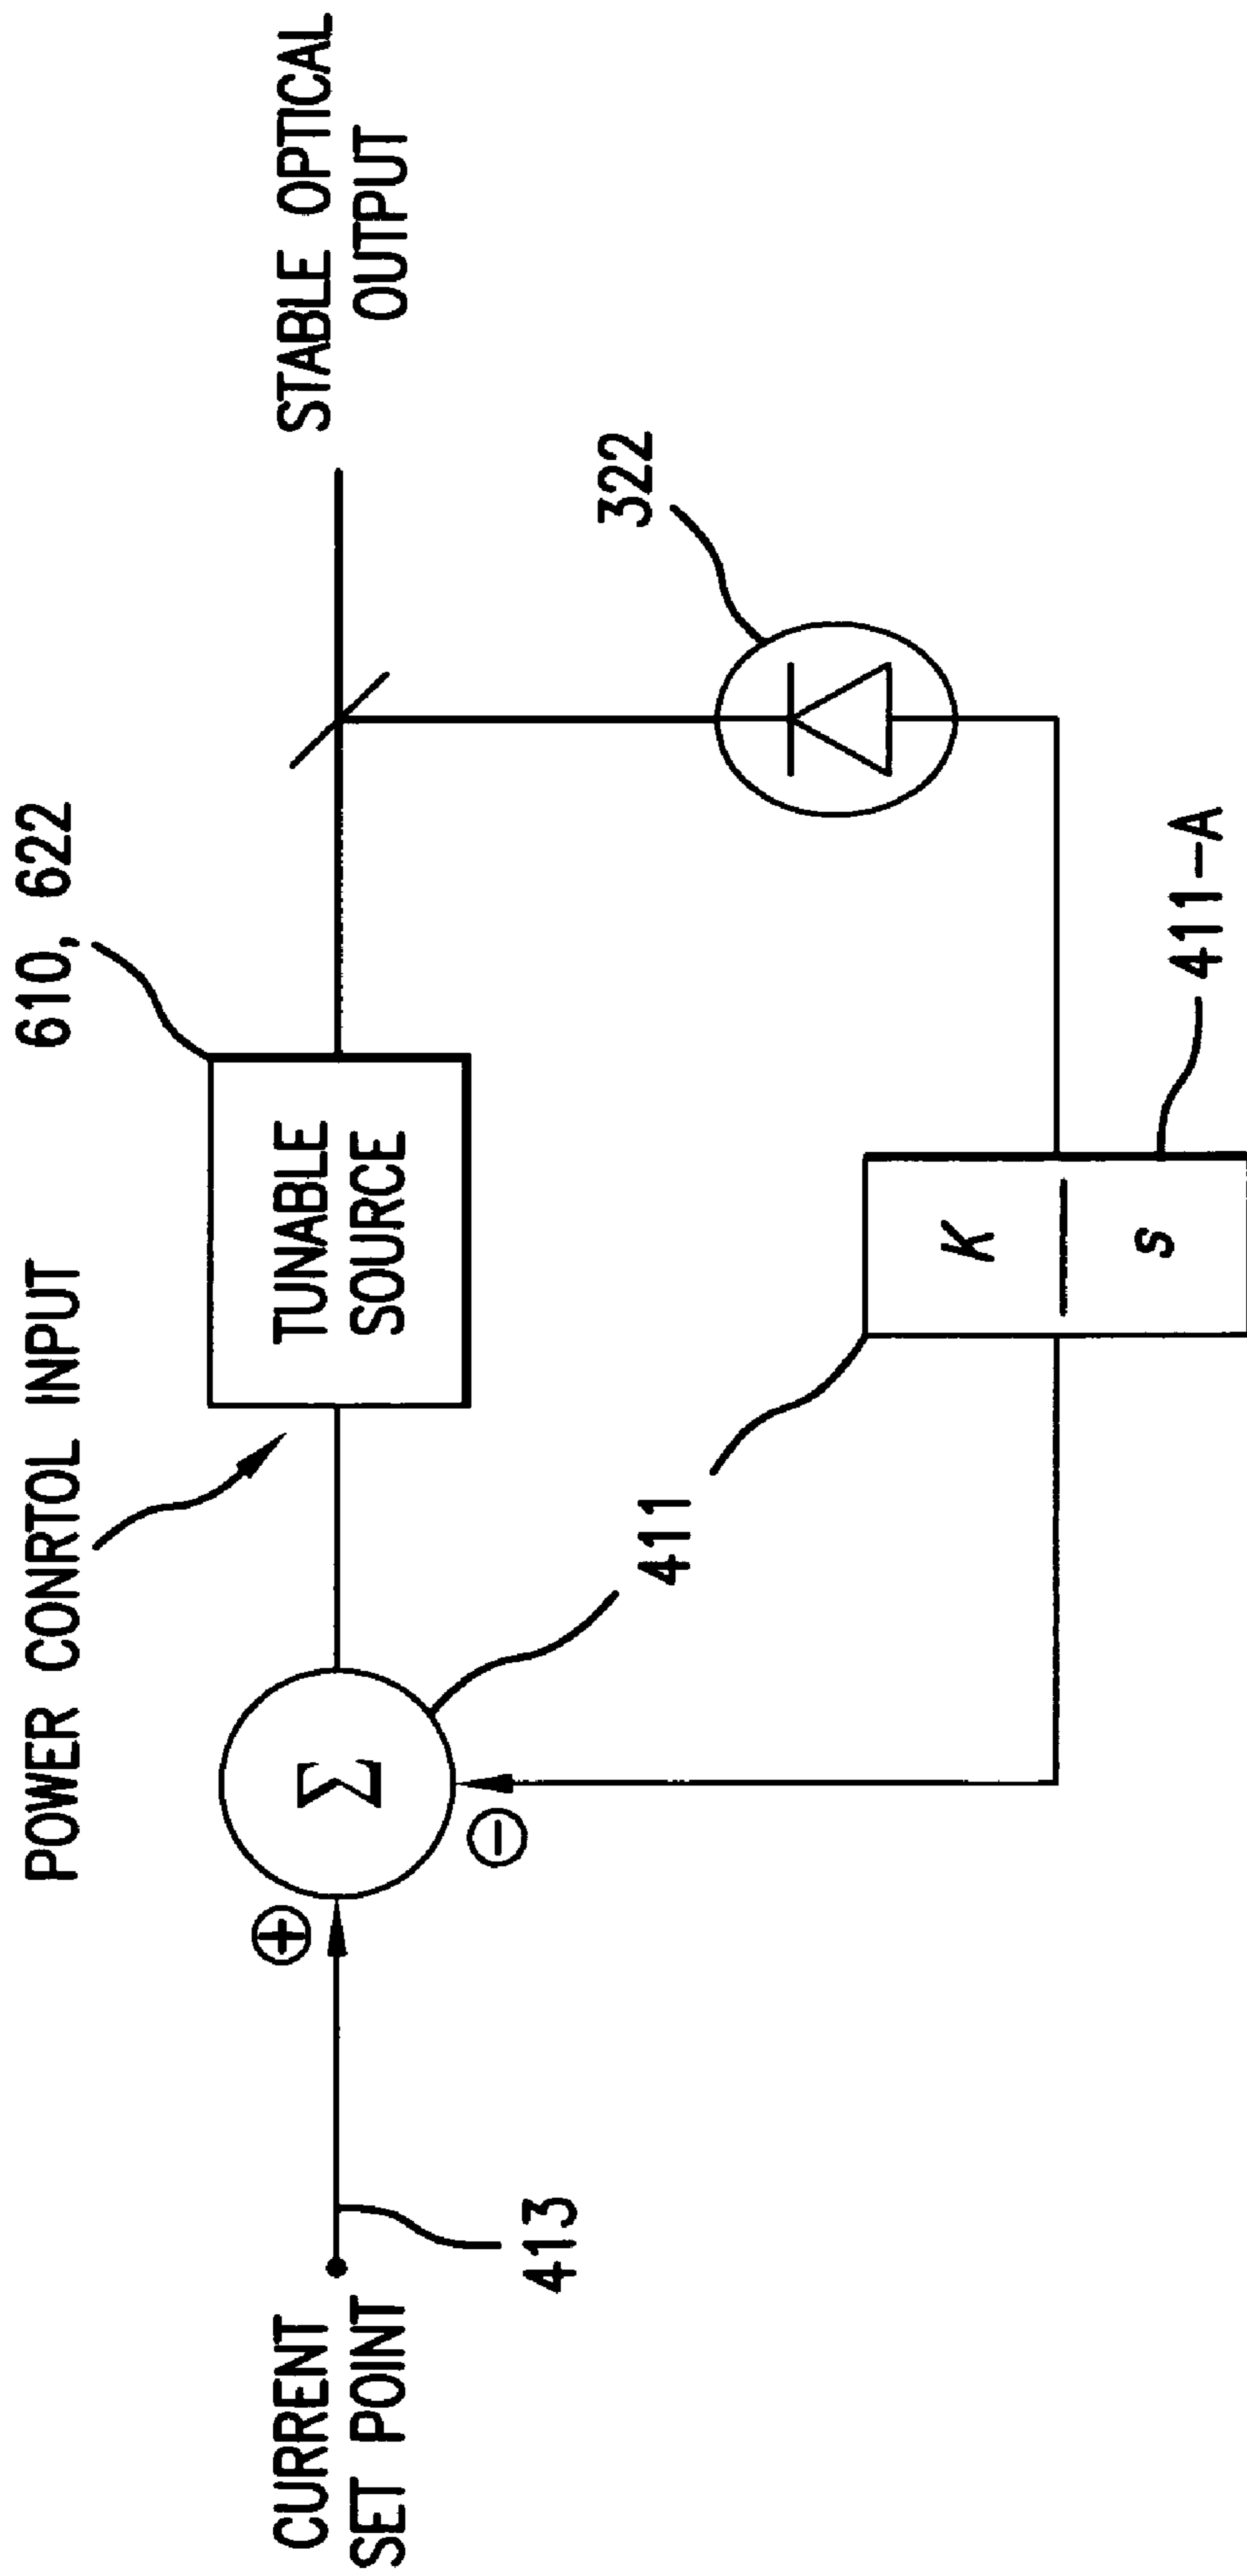 610, 622
POWER CONRTOL INPUT
TUNABLE
SOURCE
STABLE OPTICAL
OUTPUT
CURRENT
SET POINT
413
+
Σ
−
411
322
K
s
411-A